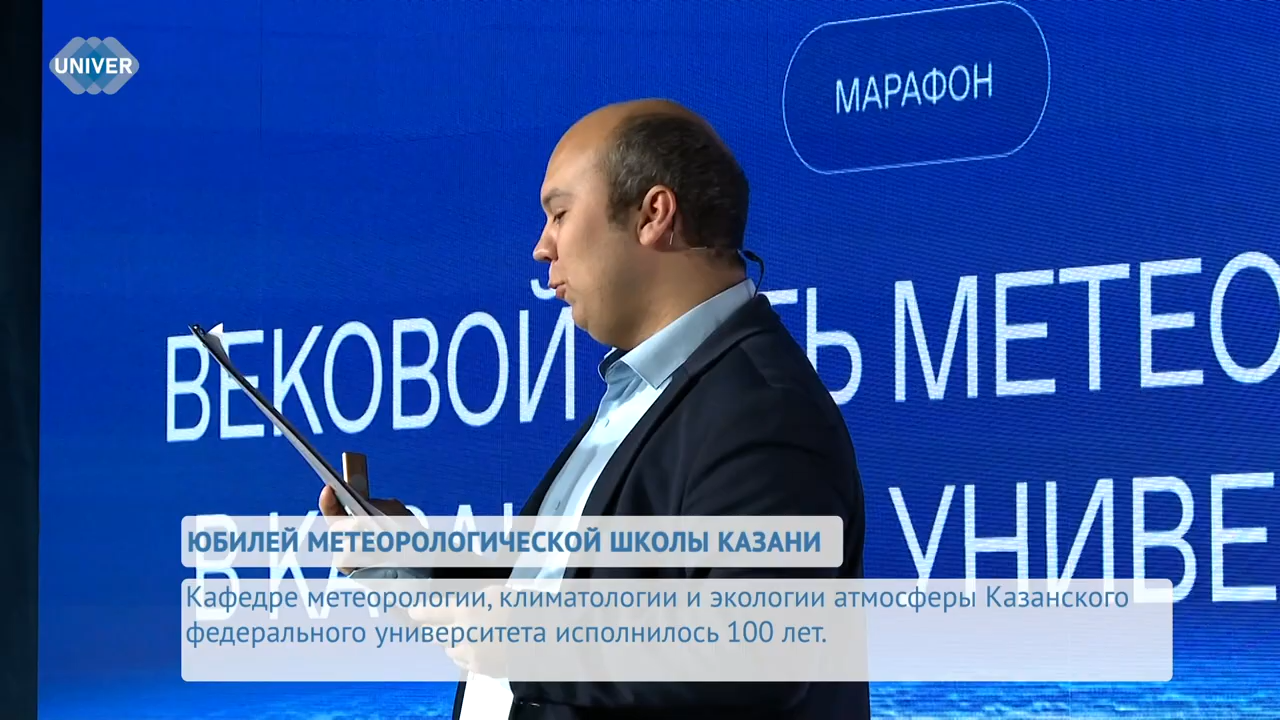 UNIVER
МАРАФОН
ВЕКОВОЙ МЕТЕО
УНИВЕ
ЮБИЛЕЙ МЕТЕОРОЛОГИЧЕСКОЙ ШКОЛЫ КАЗАНИ
Кафедре метеорологии, климатологии и экологии атмосферы Казанского
федерального университета исполнилось 100 лет.